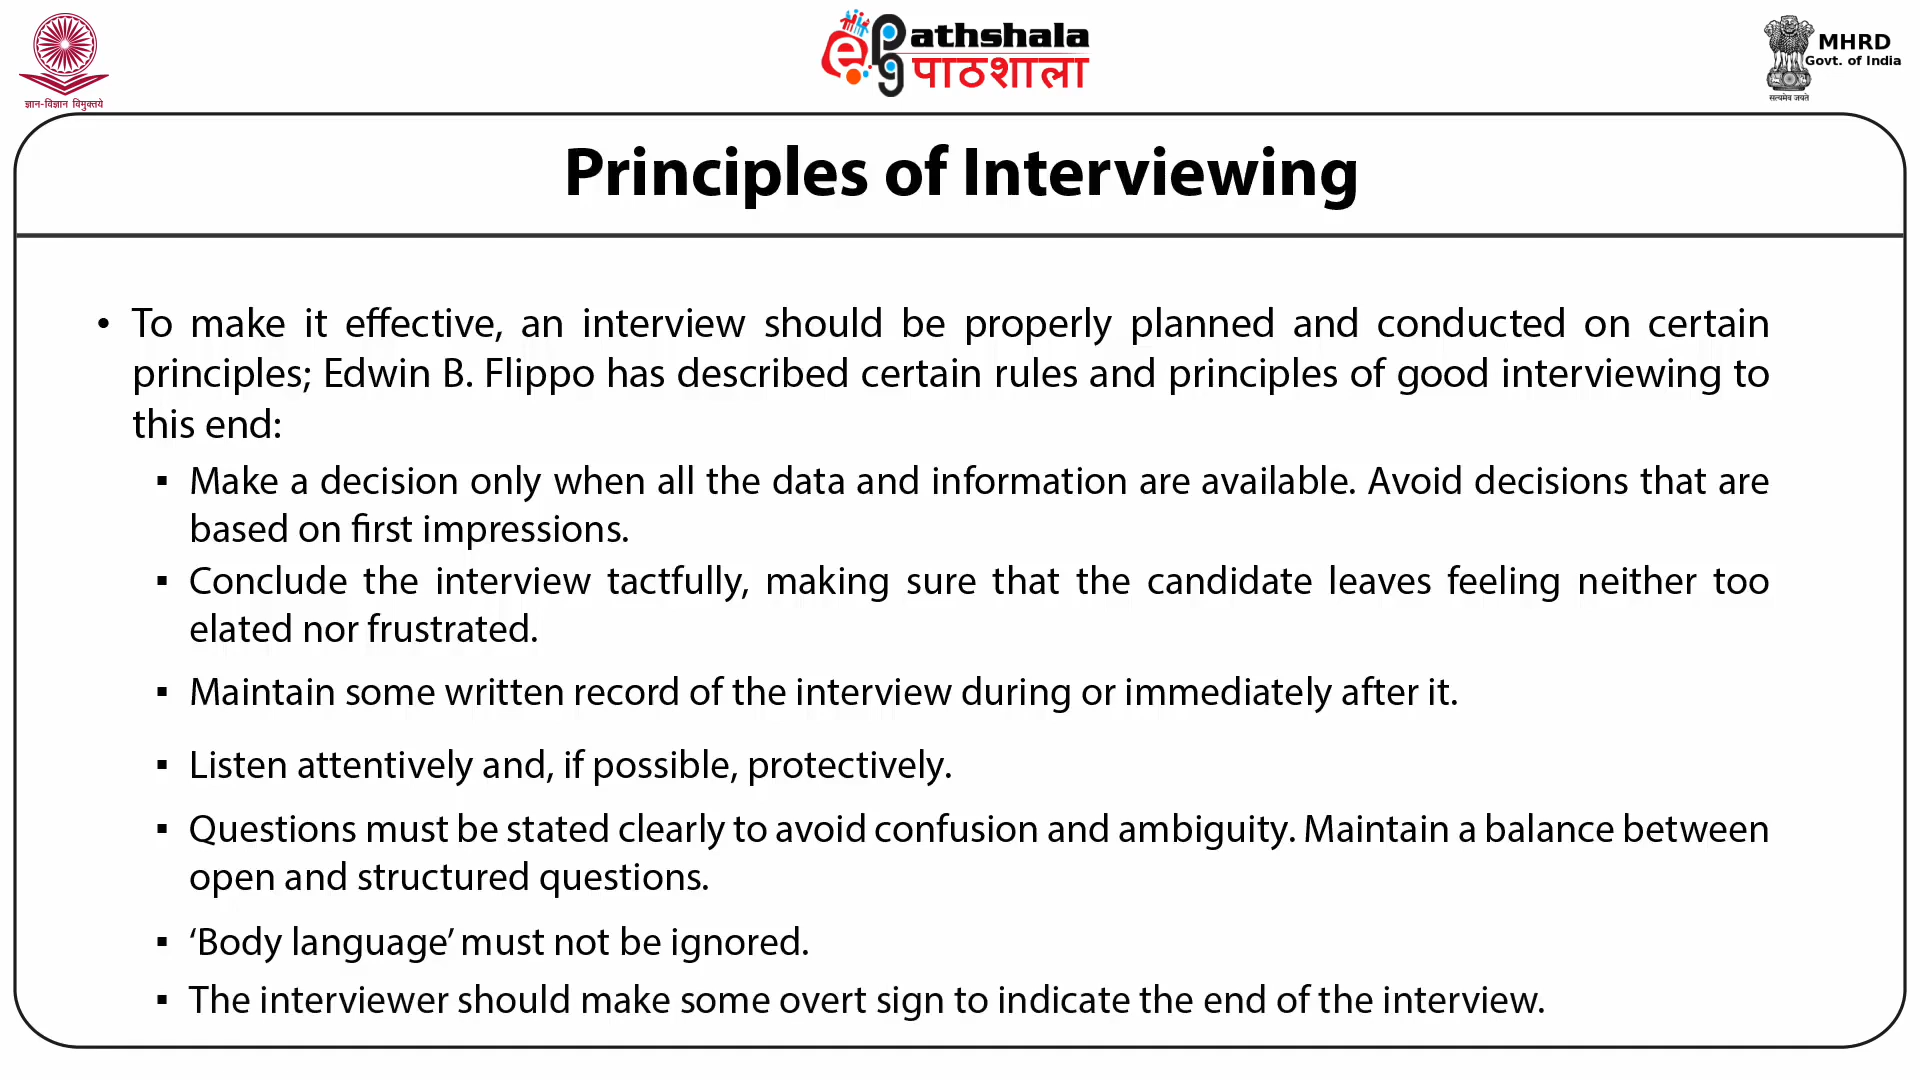 ज्ञान-विज्ञान विमुक्तये
ePG Pathshala
पाठशाला
MHRD
Govt. of India
सत्यमेव जयते
Principles of Interviewing
• To make it effective, an interview should be properly planned and conducted on certain
principles; Edwin B. Flippo has described certain rules and principles of good interviewing to
this end:
▪ Make a decision only when all the data and information are available. Avoid decisions that are
based on first impressions.
▪ Conclude the interview tactfully, making sure that the candidate leaves feeling neither too
elated nor frustrated.
▪ Maintain some written record of the interview during or immediately after it.
▪ Listen attentively and, if possible, protectively.
▪ Questions must be stated clearly to avoid confusion and ambiguity. Maintain a balance between
open and structured questions.
▪ ‘Body language’ must not be ignored.
▪ The interviewer should make some overt sign to indicate the end of the interview.